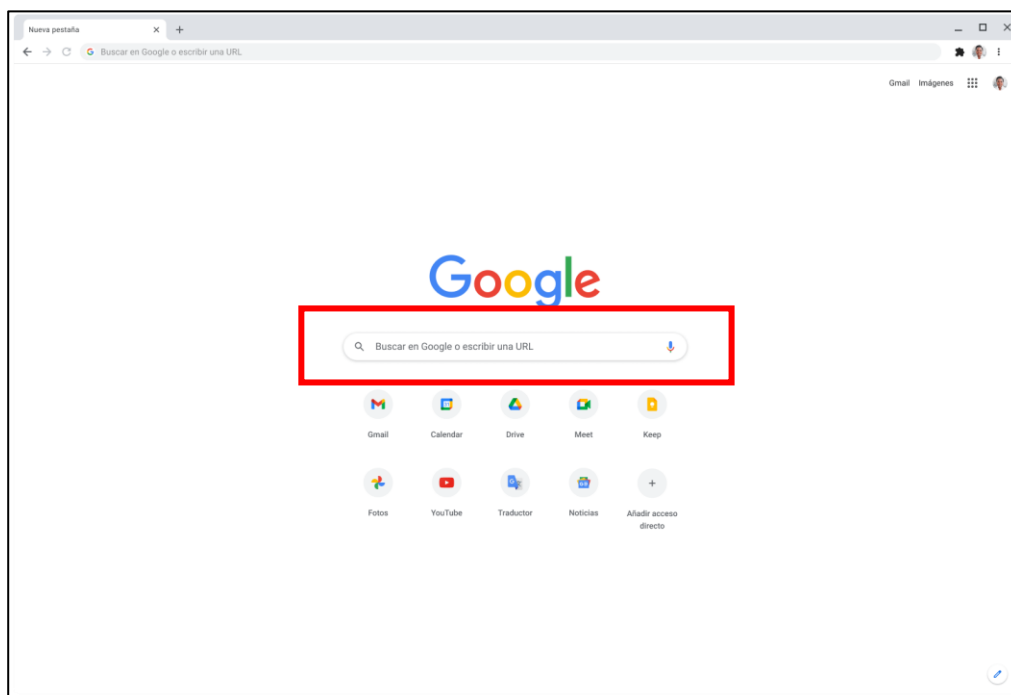 Nueva pestaña
Buscar en Google o escribir una URL
Gmail Imágenes
Google
Buscar en Google o escribir una URL
Gmail Calendar Drive Meet Keep
Fotos YouTube Traductor Noticias Añadir acceso
directo